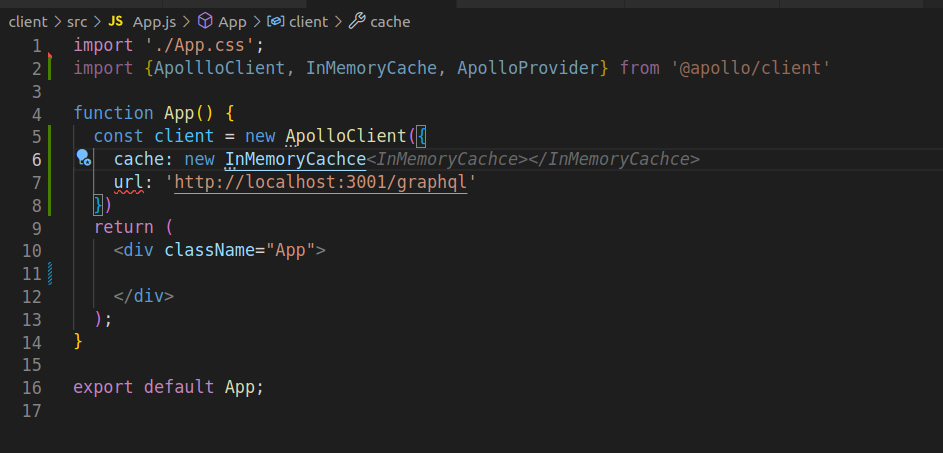 client > src > JS App.js > App > client > cache
1 import './App.css';
2 import {ApollloClient, InMemoryCache, ApolloProvider} from '@apollo/client'
3
4 function App() {
5 const client = new ApolloClient({
6 cache: new InMemoryCachce<InMemoryCachce></InMemoryCachce>
7 url: 'http://localhost:3001/graphql'
8 })
9 return (
10 <div className="App">
11
12 </div>
13 );
14 }
15
16 export default App;
17